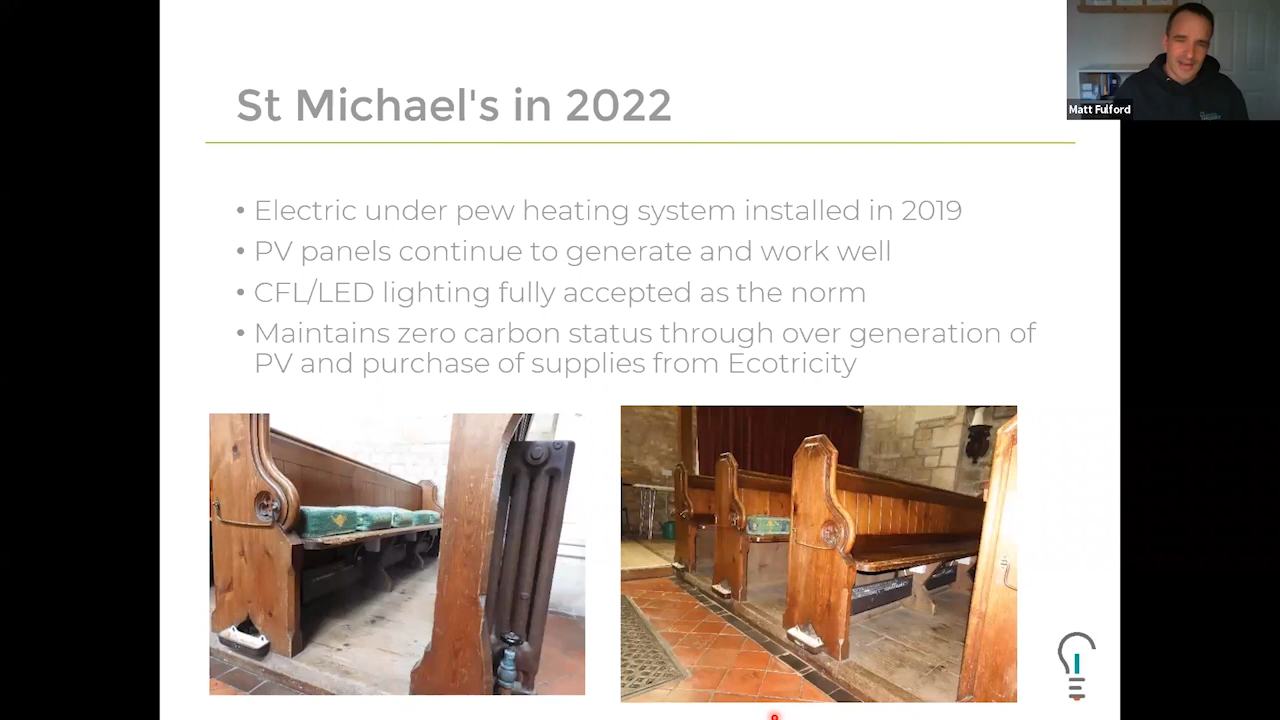 St Michael's in 2022
Matt Fulford
• Electric under pew heating system installed in 2019
• PV panels continue to generate and work well
• CFL/LED lighting fully accepted as the norm
• Maintains zero carbon status through over generation of
PV and purchase of supplies from Ecotricity